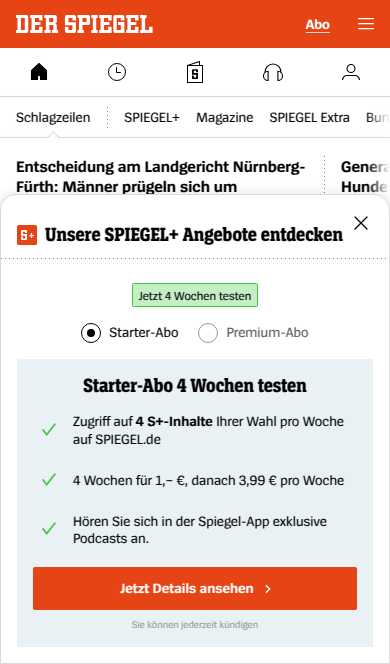 DER SPIEGEL
Abo
S
Schlagzeilen
SPIEGEL+
Magazine
SPIEGEL Extra
Entscheidung am Landgericht Nürnberg-
Fürth: Männer prügeln sich um
Hunde
S+ Unsere SPIEGEL+ Angebote entdecken
Jetzt 4 Wochen testen
Starter-Abo
Premium-Abo
Starter-Abo 4 Wochen testen
Zugriff auf 4 S+-Inhalte Ihrer Wahl pro Woche
auf SPIEGEL.de
4 Wochen für 1,– €, danach 3,99 € pro Woche
Hören Sie sich in der Spiegel-App exklusive
Podcasts an.
Jetzt Details ansehen
Sie können jederzeit kündigen